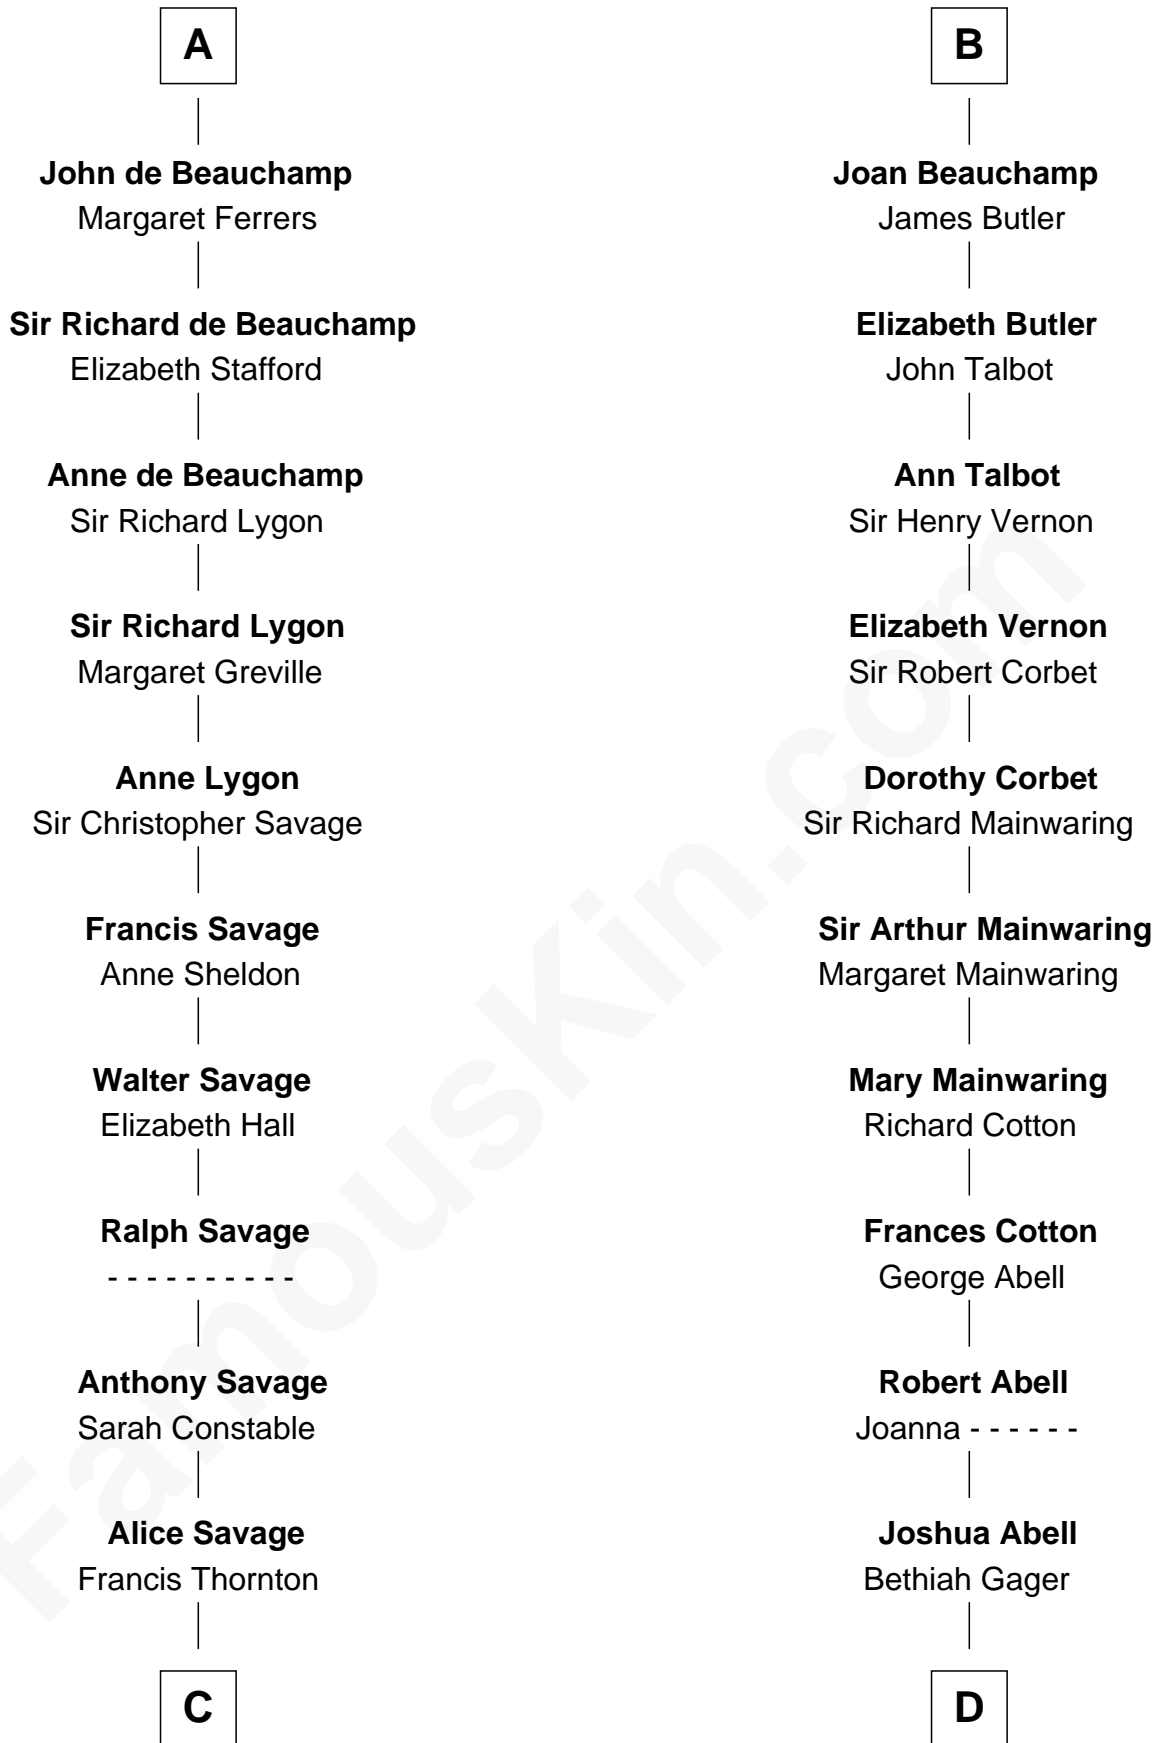 A
John de Beauchamp
Margaret Ferrers
Sir Richard de Beauchamp
Elizabeth Stafford
Anne de Beauchamp
Sir Richard Lygon
Sir Richard Lygon
Margaret Greville
Anne Lygon
Sir Christopher Savage
Francis Savage
Anne Sheldon
Walter Savage
Elizabeth Hall
Ralph Savage
- - - - - - - - - -
Anthony Savage
Sarah Constable
Alice Savage
Francis Thornton
C
B
Joan Beauchamp
James Butler
Elizabeth Butler
John Talbot
Ann Talbot
Sir Henry Vernon
Elizabeth Vernon
Sir Robert Corbet
Dorothy Corbet
Sir Richard Mainwaring
Sir Arthur Mainwaring
Margaret Mainwaring
Mary Mainwaring
Richard Cotton
Frances Cotton
George Abell
Robert Abell
Joanna - - - - - -
Joshua Abell
Bethiah Gager
D
FamousKin.com